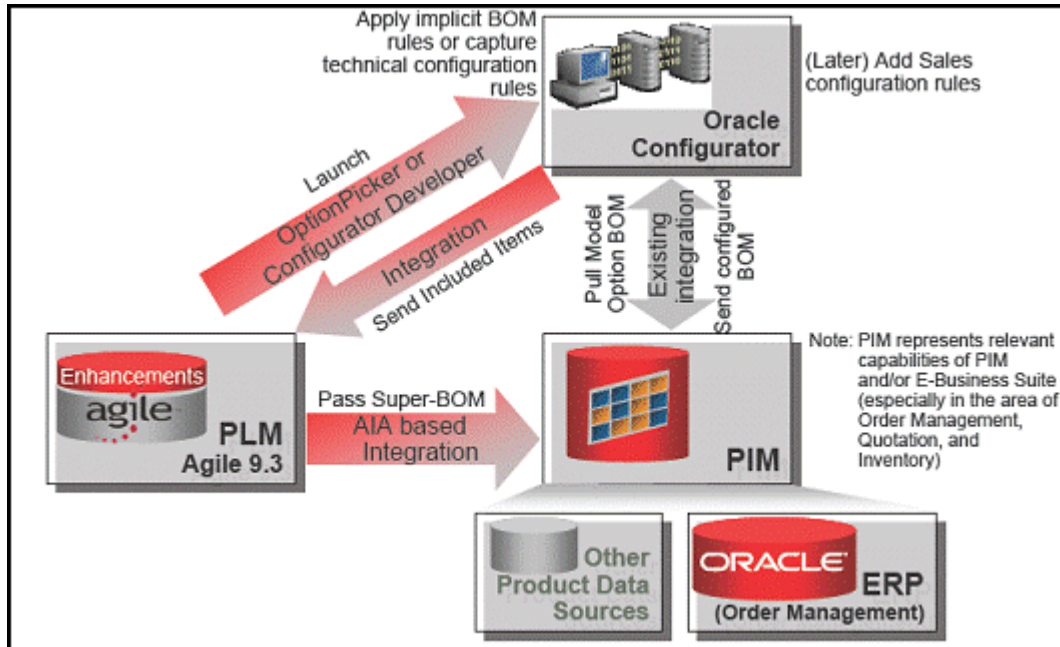 Apply implicit BOM
rules or capture
technical configuration
rules
(Later) Add Sales
configuration rules
Oracle
Configurator
Launch
OptionPicker or
Configurator Developer
Integration
Send Included Items
Pull Model
Option BOM
Existing
integration
Send configured
BOM
Enhancements
agile
PLM
Agile 9.3
Pass Super-BOM
AIA based
Integration
PIM
Note: PIM represents relevant
capabilities of PIM
and/or E-Business Suite
(especially in the area of
Order Management,
Quotation, and
Inventory)
Other
Product Data
Sources
ORACLE
ERP
(Order Management)